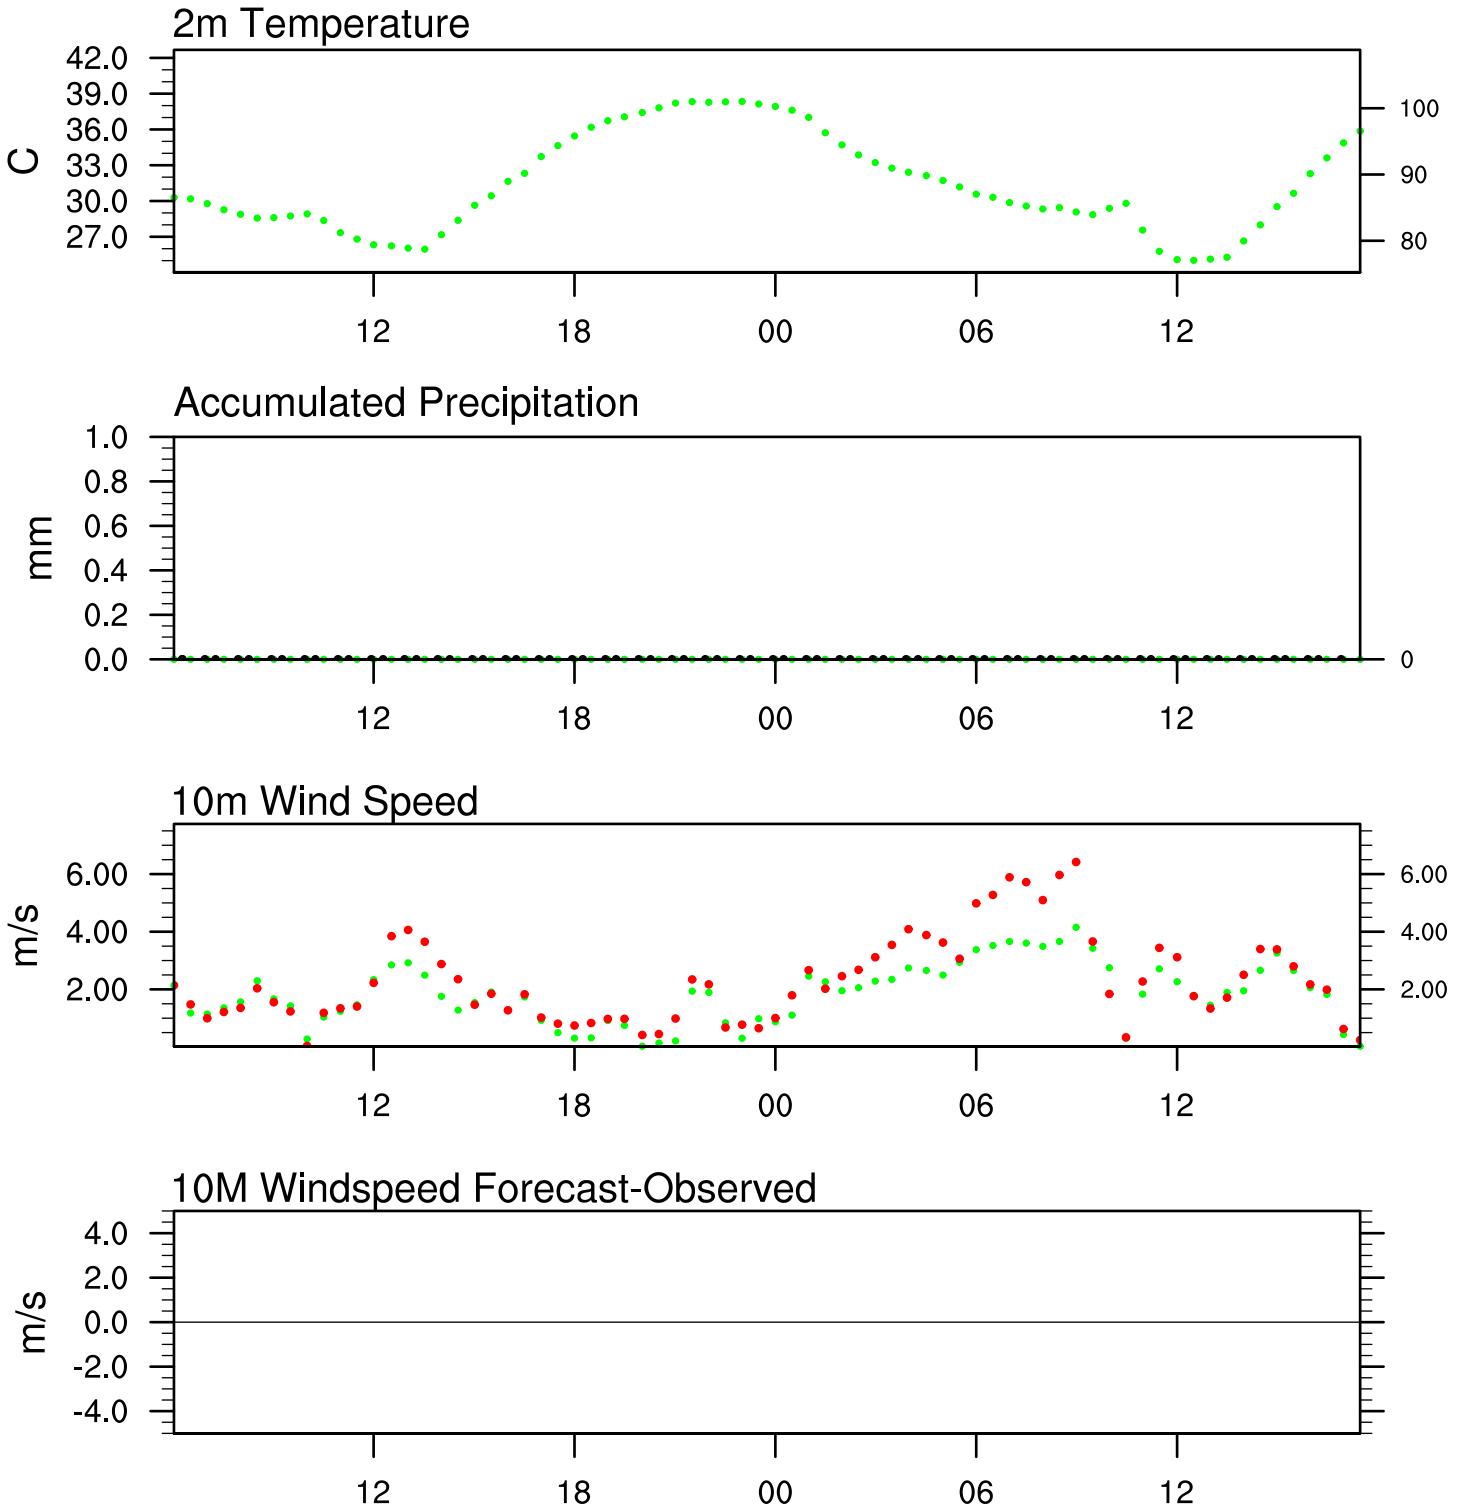 2m Temperature
42.0
39.0
36.0
33.0
30.0
27.0
C
100
90
80
12 18 00 06 12
Accumulated Precipitation
1.0
0.8
0.6
0.4
0.2
0.0
mm
0
12 18 00 06 12
10m Wind Speed
6.00
4.00
2.00
m/s
6.00
4.00
2.00
12 18 00 06 12
10M Windspeed Forecast-Observed
4.0
2.0
0.0
-2.0
-4.0
m/s
12 18 00 06 12